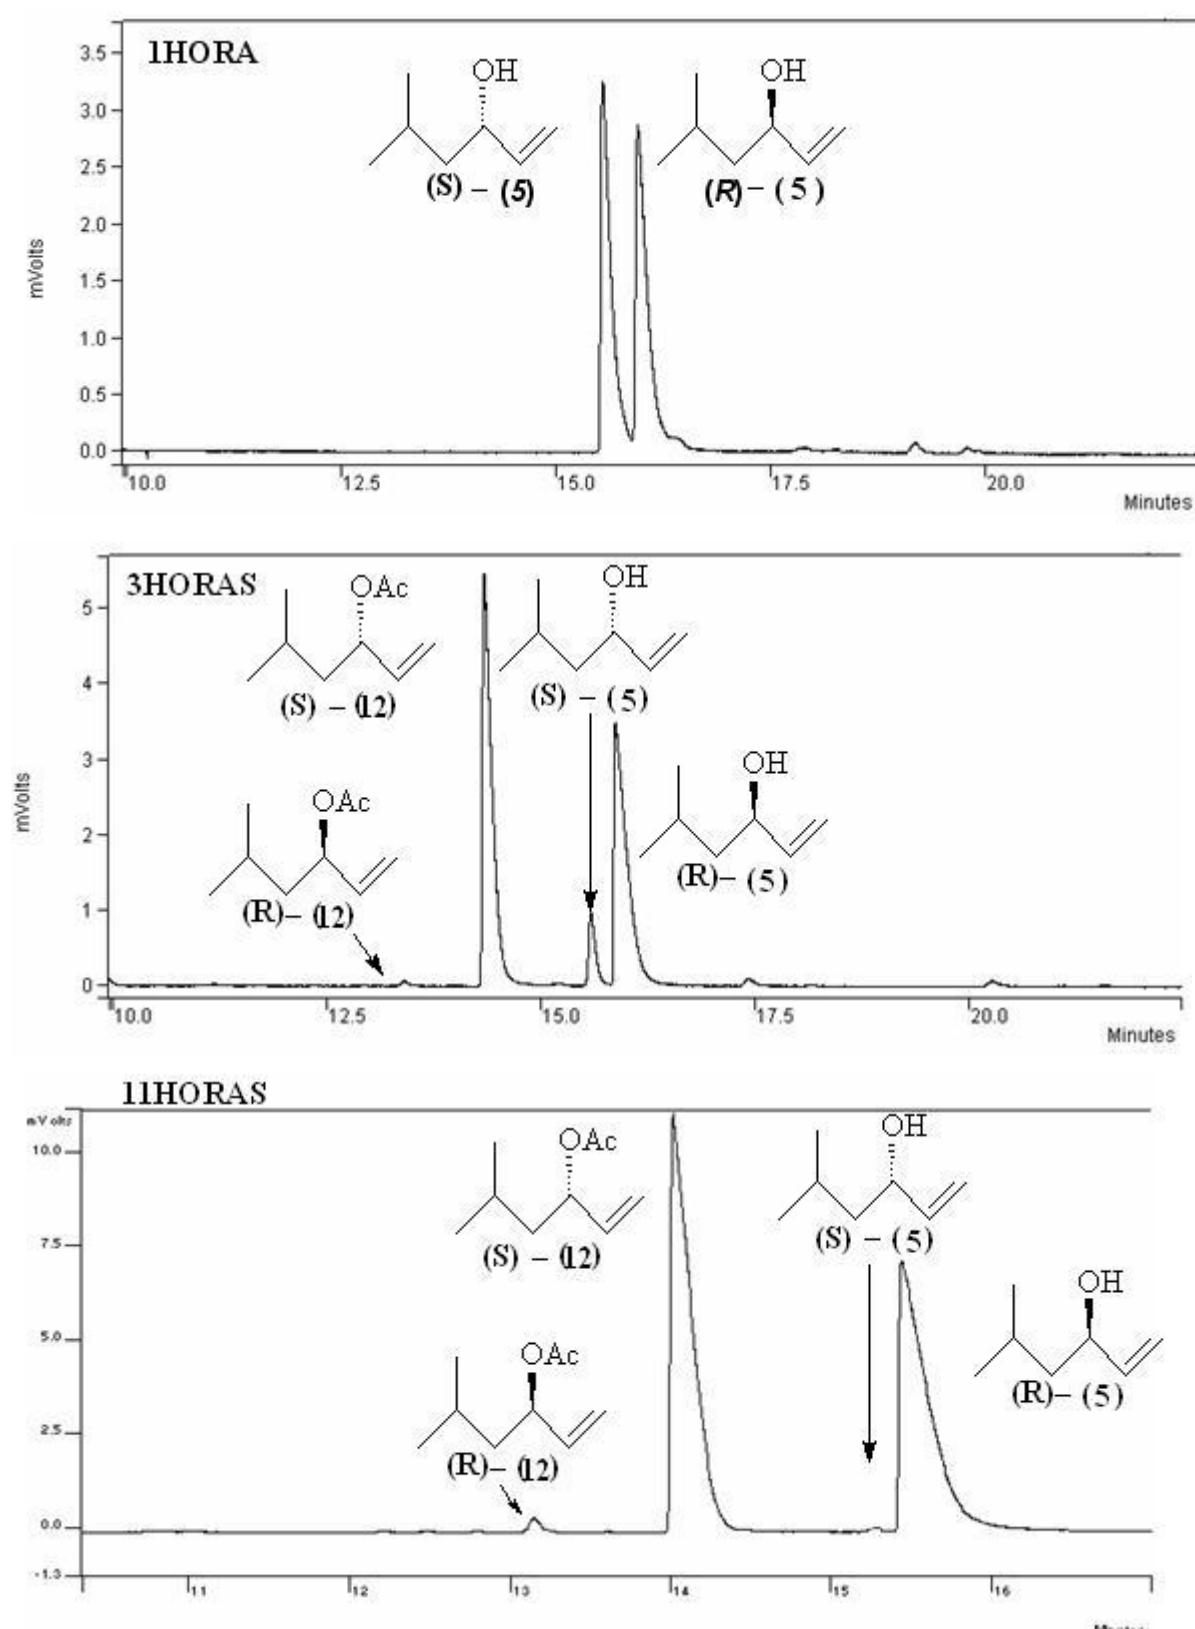 1HORA
OH
OH
(S) – (5)
(R) – (5)
3.5
3.0
2.5
2.0
1.5
1.0
0.5
0.0
mVolts
10.0 12.5 15.0 17.5 20.0
Minutes
3HORAS
OAc
OH
(S) – (12)
(S) – (5)
OAc
OH
(R) – (12)
(R) – (5)
5
4
3
2
1
0
mVolts
10.0 12.5 15.0 17.5 20.0
Minutes
11HORAS
mVolts
OAc
OH
(S) – (12)
(S) – (5)
OAc
OH
(R) – (12)
(R) – (5)
10.0
7.5
5.0
2.5
0.0
-1.3
11 12 13 14 15 16